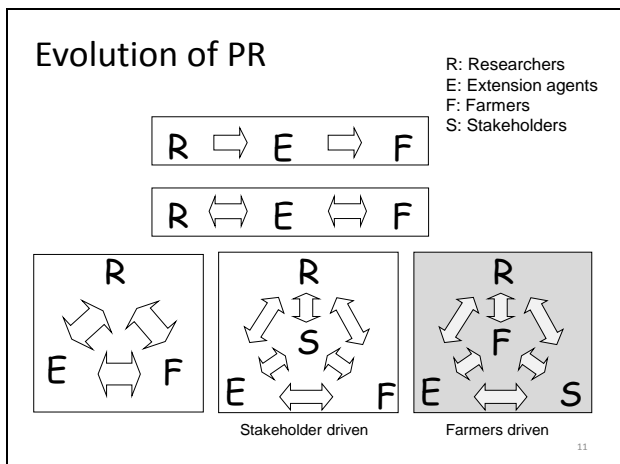 Evolution of PR
R: Researchers
E: Extension agents
F: Farmers
S: Stakeholders
R E F
R E F
R
E F
R
S
E F
R
F
E S
Stakeholder driven
Farmers driven
11